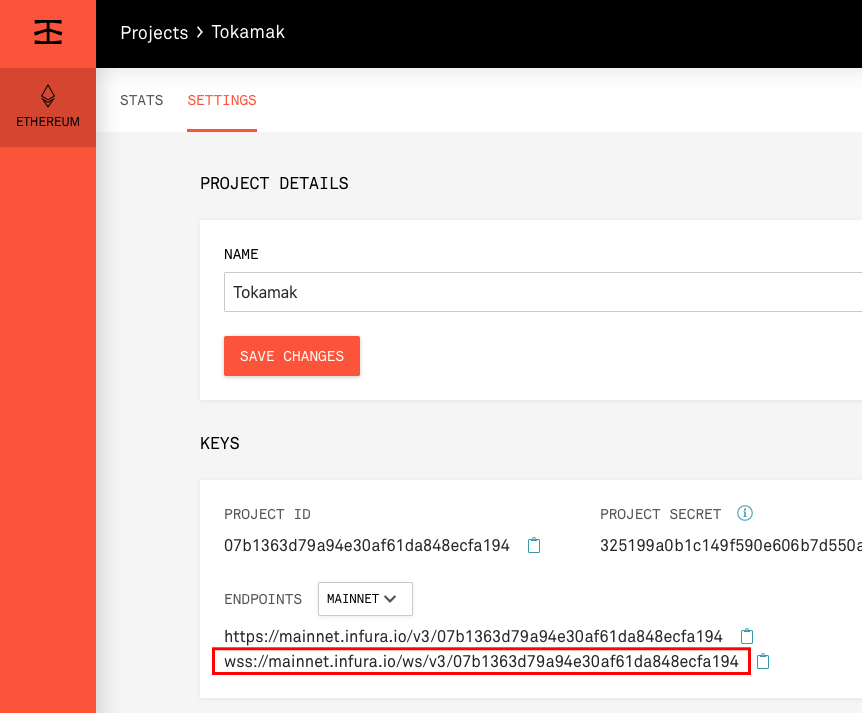 Projects > Tokamak
ETHEREUM
STATS SETTINGS
PROJECT DETAILS
NAME
Tokamak
SAVE CHANGES
KEYS
PROJECT ID PROJECT SECRET
07b1363d79a94e30af61da848ecfa194 325199a0b1c149f590e606b7d550a
ENDPOINTS MAINNET
https://mainnet.infura.io/v3/07b1363d79a94e30af61da848ecfa194
wss://mainnet.infura.io/ws/v3/07b1363d79a94e30af61da848ecfa194